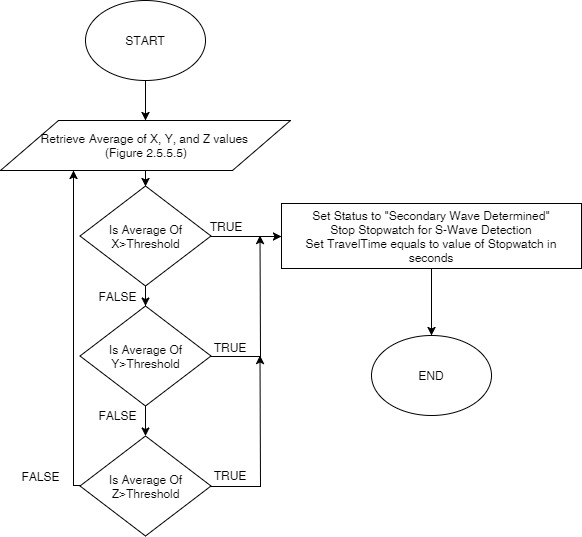 START
Retrieve Average of X, Y, and Z values
(Figure 2.5.5.5)
Is Average Of
X>Threshold
TRUE
Set Status to "Secondary Wave Determined"
Stop Stopwatch for S-Wave Detection
Set TravelTime equals to value of Stopwatch in
seconds
FALSE
Is Average Of
Y>Threshold
TRUE
END
FALSE
Is Average Of
Z>Threshold
TRUE
FALSE